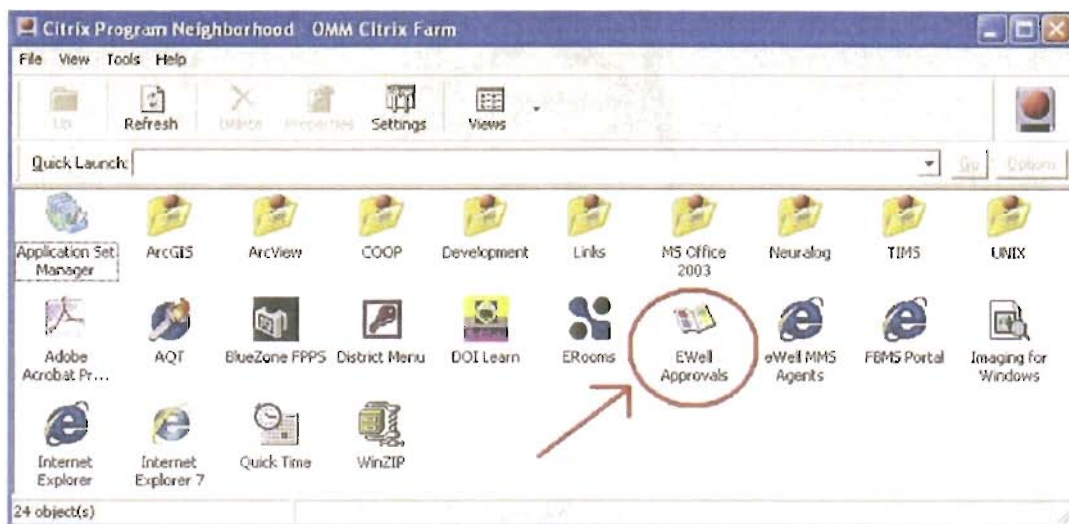 Citrix Program Neighborhood OMM Citrix Farm
File View Tools Help
Up Refresh Delete Properties Settings Views
Quick Launch: Go Options
Application Set Manager ArcGIS ArcView COOP Development Links MS Office 2003 Neuralog TIMS UNIX
Adobe Acrobat Pr... AQT BlueZone FPPS District Menu DOI Learn ERooms EWell Approvals eWell MMS Agents FBMS Portal Imaging for Windows
Internet Explorer Internet Explorer 7 Quick Time WinZIP
24 object(s)